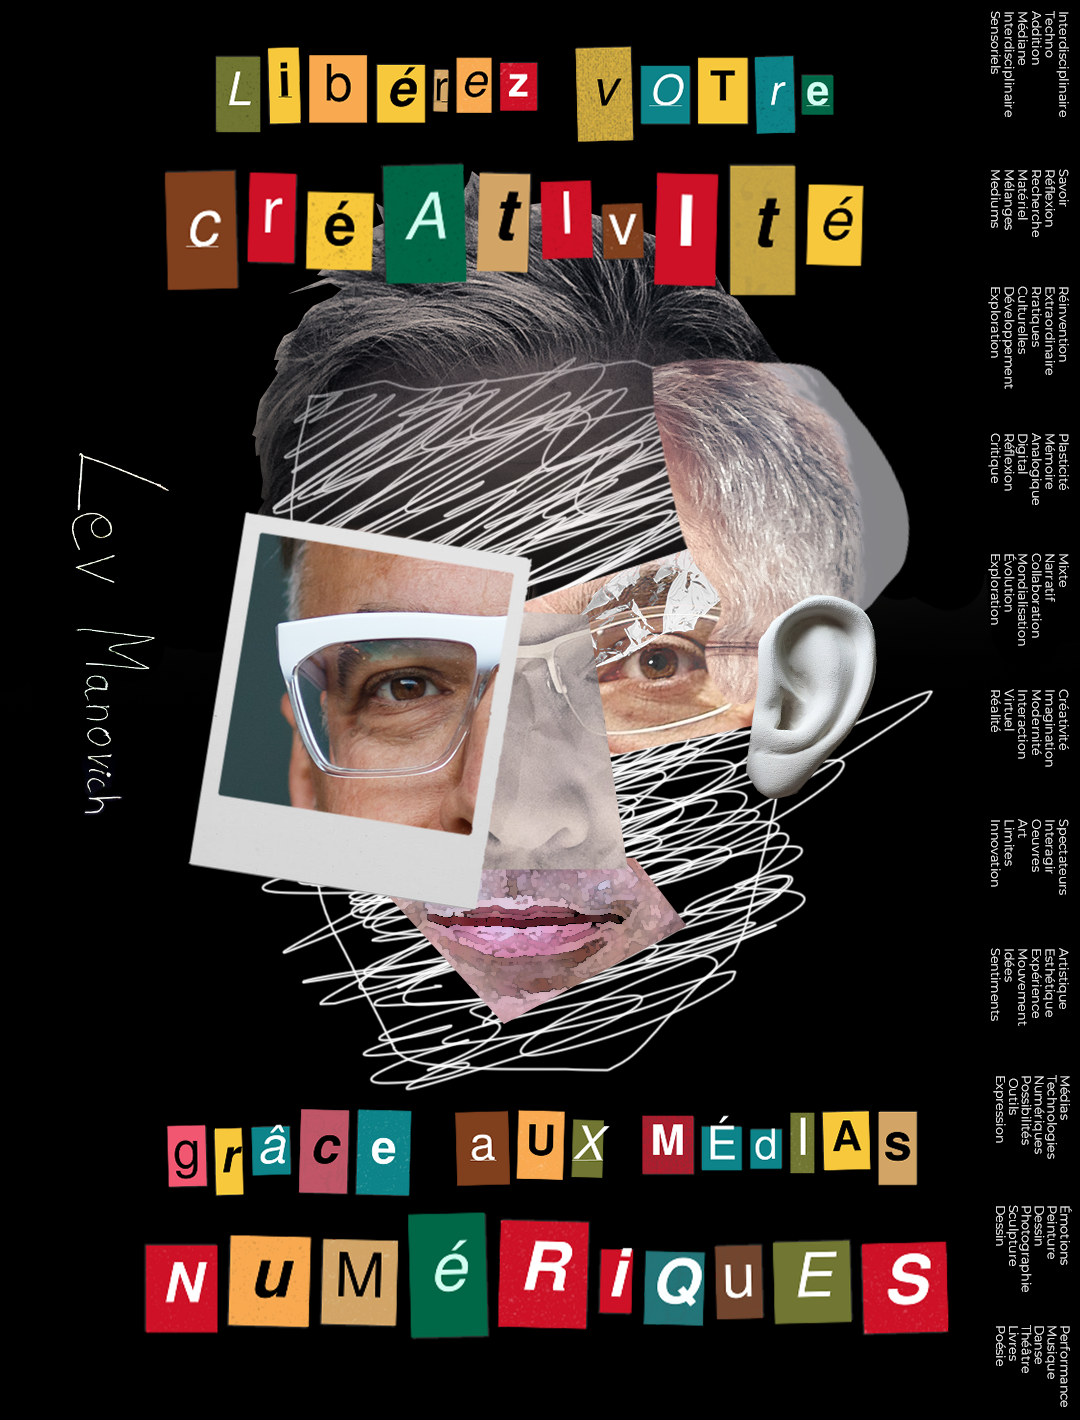 Libérez vOTre
créAtIvIté
Lev Manovich
grâce aUX MÉdIAs
NuMéRiQuES
Interdisciplinaire
Techno
Addition
Médiane
Interdisciplinaire
Sensoriels
Savoir
Réflexion
Recherche
Matériel
Mélanges
Mediums
Réinvention
Extraordinaire
Rratiques
Culturelles
Développement
Exploration
Plasticité
Mémoire
Analogique
Digital
Réflexion
Critique
Mixte
Narratif
Collaboration
Mondialisation
Évolution
Exploration
Créativité
Imagination
Modernité
Interaction
Virtuel
Réalité
Spectateurs
Interagir
Oeuvres
Art
Limites
Innovation
Artistique
Esthétique
Expérience
Mouvement
Idées
Sentiments
Médias
Technologies
Numériques
Possibilités
Outils
Expression
Émotions
Peinture
Dessin
Photographie
Sculpture
Dessin
Performance
Musique
Danse
Théâtre
Livres
Poésie